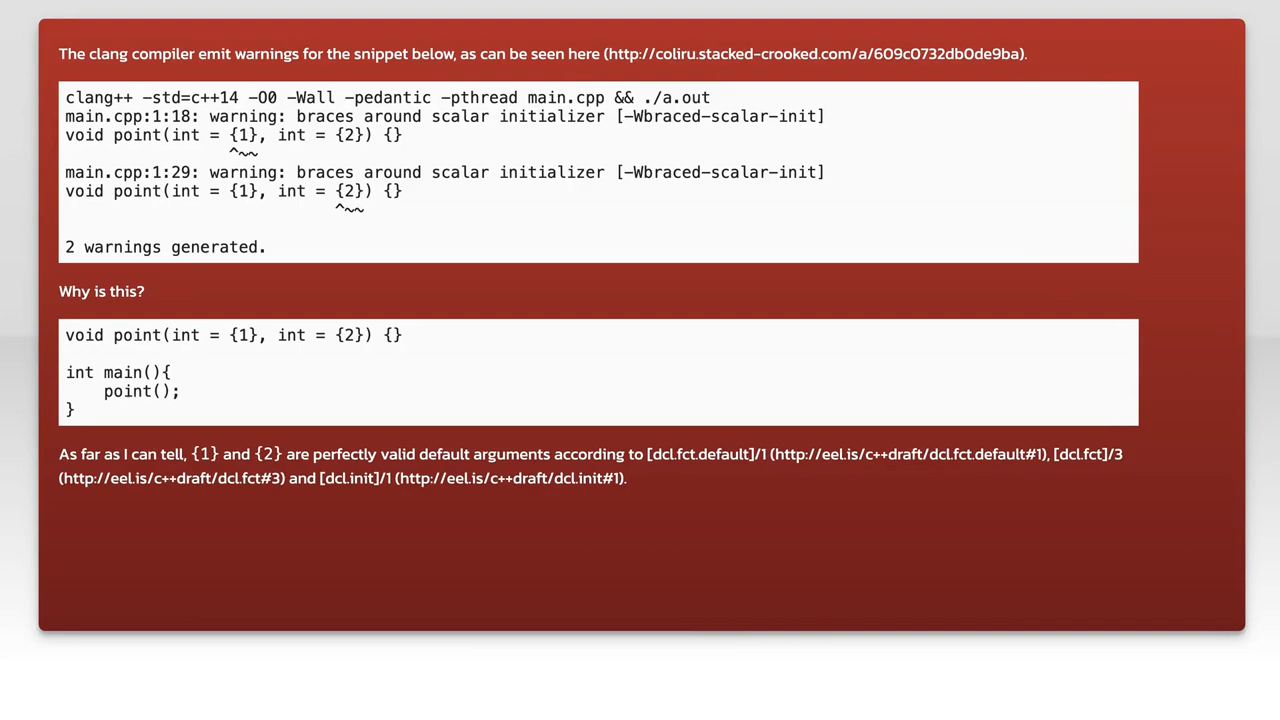 The clang compiler emit warnings for the snippet below, as can be seen here (http://coliru.stacked-crooked.com/a/609c0732db0de9ba).
clang++ -std=c++14 -O0 -Wall -pedantic -pthread main.cpp && ./a.out
main.cpp:1:18: warning: braces around scalar initializer [-Wbraced-scalar-init]
void point(int = {1}, int = {2}) {}
^~~
main.cpp:1:29: warning: braces around scalar initializer [-Wbraced-scalar-init]
void point(int = {1}, int = {2}) {}
^~~
2 warnings generated.
Why is this?
void point(int = {1}, int = {2}) {}
int main(){
point();
}
As far as I can tell, {1} and {2} are perfectly valid default arguments according to [dcl.fct.default]/1 (http://eel.is/c++draft/dcl.fct.default#1), [dcl.fct]/3
(http://eel.is/c++draft/dcl.fct#3) and [dcl.init]/1 (http://eel.is/c++draft/dcl.init#1).